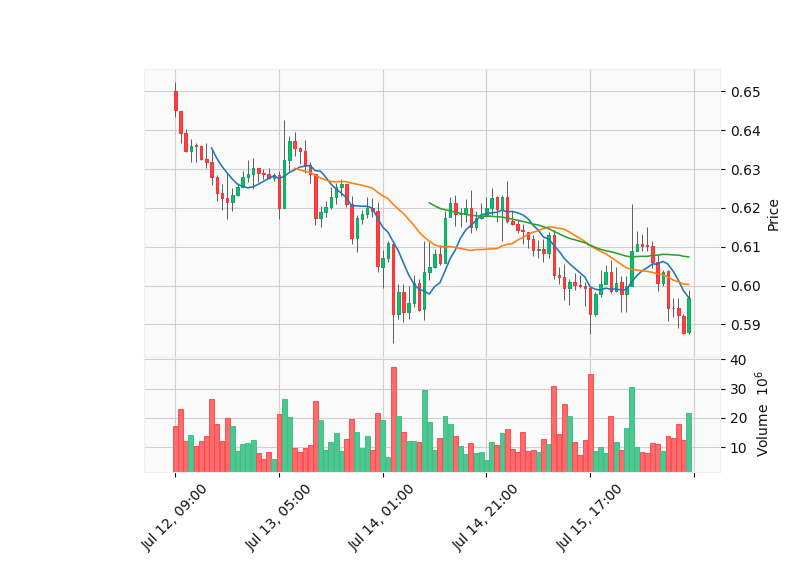 0.65
0.64
0.63
0.62
0.61
0.60
0.59
Price
40
30
20
10
Volume 10⁶
Jul 12, 09:00
Jul 13, 05:00
Jul 14, 01:00
Jul 14, 21:00
Jul 15, 17:00